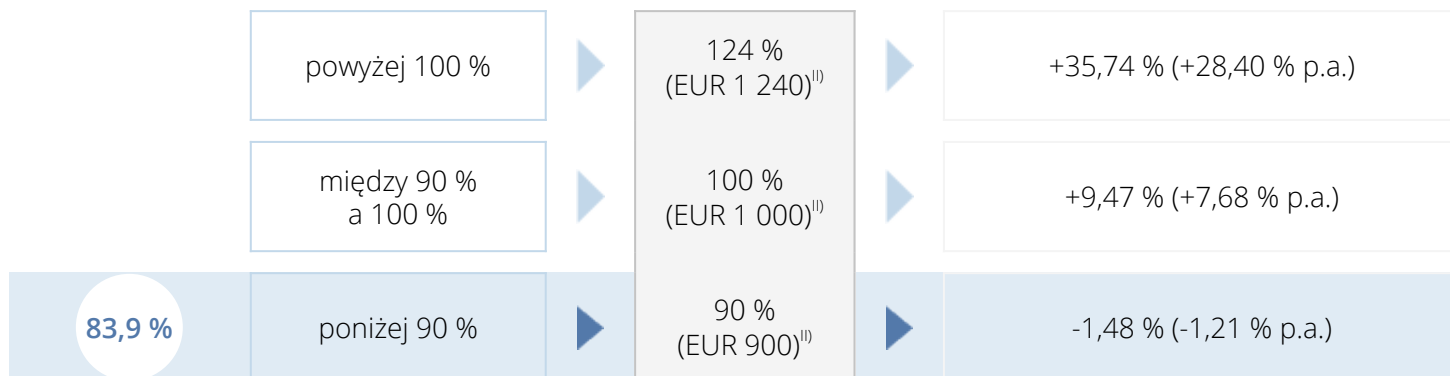 powyżej 100 %
124 %
(EUR 1 240)II)
+35,74 % (+28,40 % p.a.)
między 90 %
a 100 %
100 %
(EUR 1 000)II)
+9,47 % (+7,68 % p.a.)
83,9 %
poniżej 90 %
90 %
(EUR 900)II)
-1,48 % (-1,21 % p.a.)